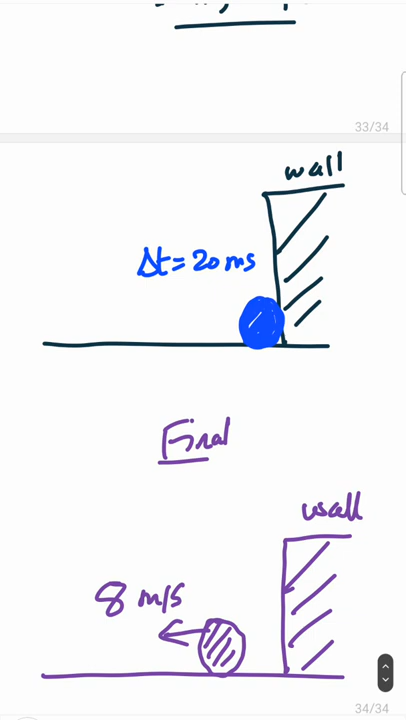 33/34
wall
Δt = 20 ms
Final
wall
8 m/s
34/34